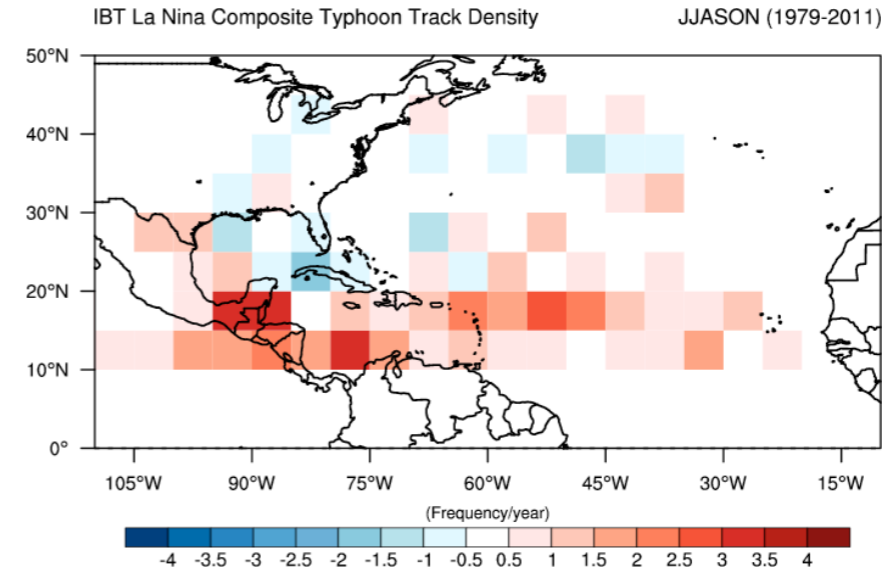 IBT La Nina Composite Typhoon Track Density JJASON (1979-2011)
50°N
40°N
30°N
20°N
10°N
0°
105°W 90°W 75°W 60°W 45°W 30°W 15°W
(Frequency/year)
-4 -3.5 -3 -2.5 -2 -1.5 -1 -0.5 0.5 1 1.5 2 2.5 3 3.5 4